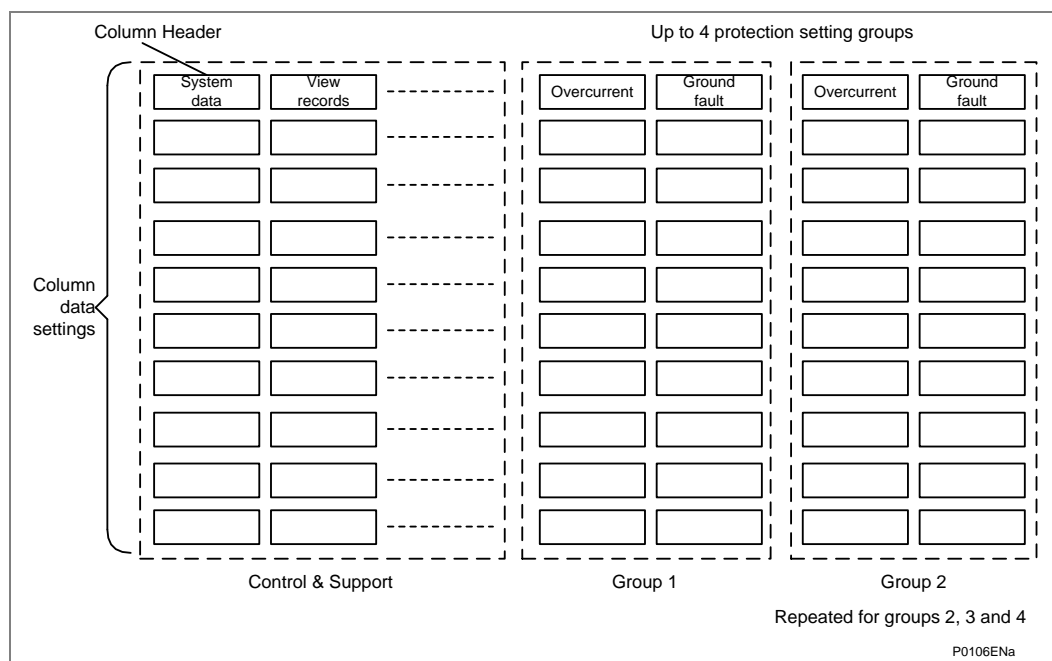 Column Header
Up to 4 protection setting groups
System
data
View
records
Overcurrent
Ground
fault
Overcurrent
Ground
fault
Column
data
settings
Control & Support
Group 1
Group 2
Repeated for groups 2, 3 and 4
P0106ENa